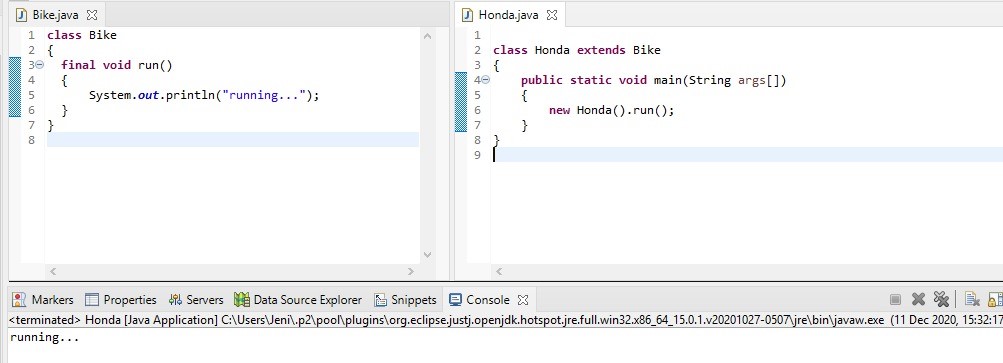 Bike.java
1 class Bike
2 {
3 final void run()
4 {
5 System.out.println("running...");
6 }
7 }
8
Honda.java
1
2 class Honda extends Bike
3 {
4 public static void main(String args[])
5 {
6 new Honda().run();
7 }
8 }
9
Markers Properties Servers Data Source Explorer Snippets Console
<terminated> Honda [Java Application] C:\Users\Jeni\.p2\pool\plugins\org.eclipse.justj.openjdk.hotspot.jre.full.win32.x86_64_15.0.1.v20201027-0507\jre\bin\javaw.exe (11 Dec 2020, 15:32:17
running...